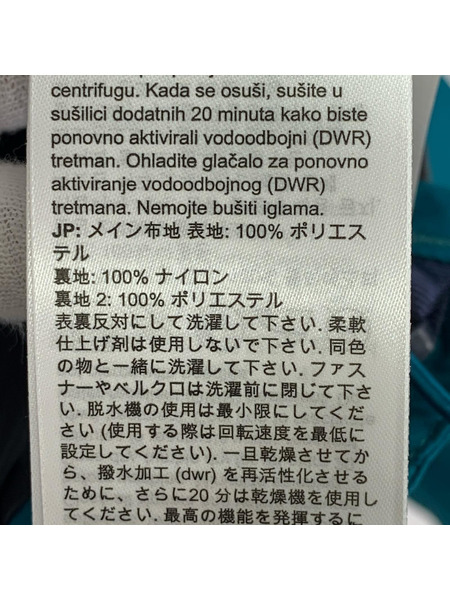 centrifugu. Kada se osuši, sušite u
sušilici dodatnih 20 minuta kako biste
ponovno aktivirali vodoodbojni (DWR)
tretman. Ohladite glačalo za ponovno
aktiviranje vodoodbojnog (DWR)
tretmana. Nemojte bušiti iglama.
JP: メイン布地 表地: 100% ポリエス
テル
裏地: 100% ナイロン
裏地 2: 100% ポリエステル
表裏反対にして洗濯して下さい. 柔軟
仕上げ剤は使用しないで下さい. 同色
の物と一緒に洗濯して下さい. ファス
ナーやベルクロは洗濯前に閉じて下さ
い. 脱水機の使用は最小限にしてくださ
い (使用する際は回転速度を最低に
設定してください). 一旦乾燥させてか
ら、撥水加工 (dwr) を再活性化させる
ために、さらに20 分は乾燥機を使用し
てください. 最高の機能を発揮するに